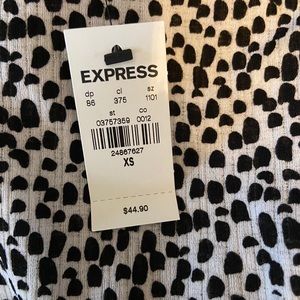 EXPRESS
dp cl sz
86 375 1101
st co
03757359 0012
24867627
XS
$44.90